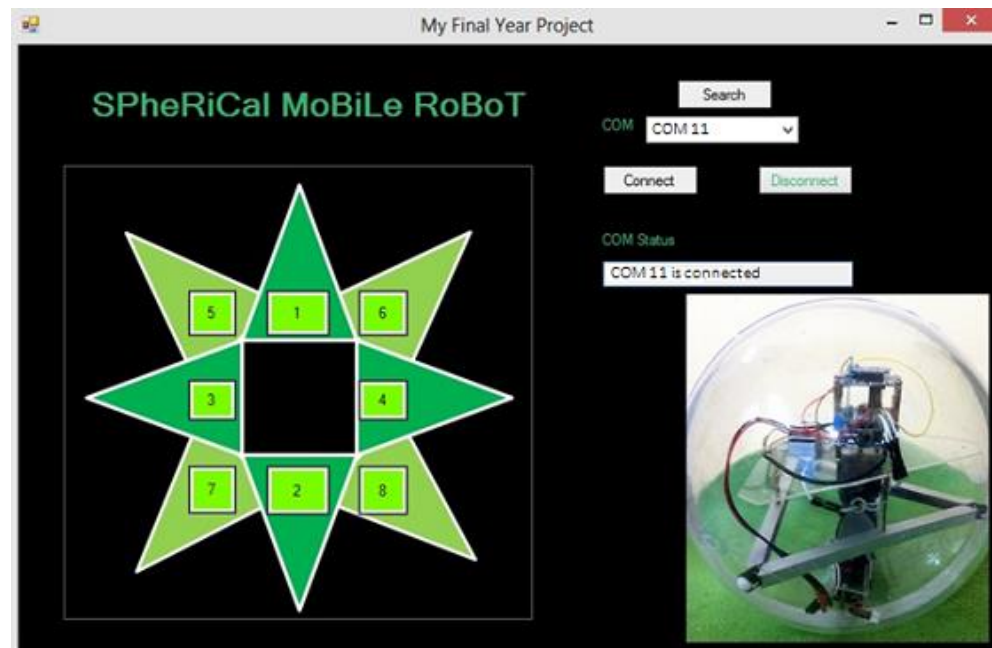 My Final Year Project
SPheRiCal MoBiLe RoBoT
Search
COM
COM 11
Connect
Disconnect
COM Status
COM 11 is connected
5
1
6
3
4
7
2
8